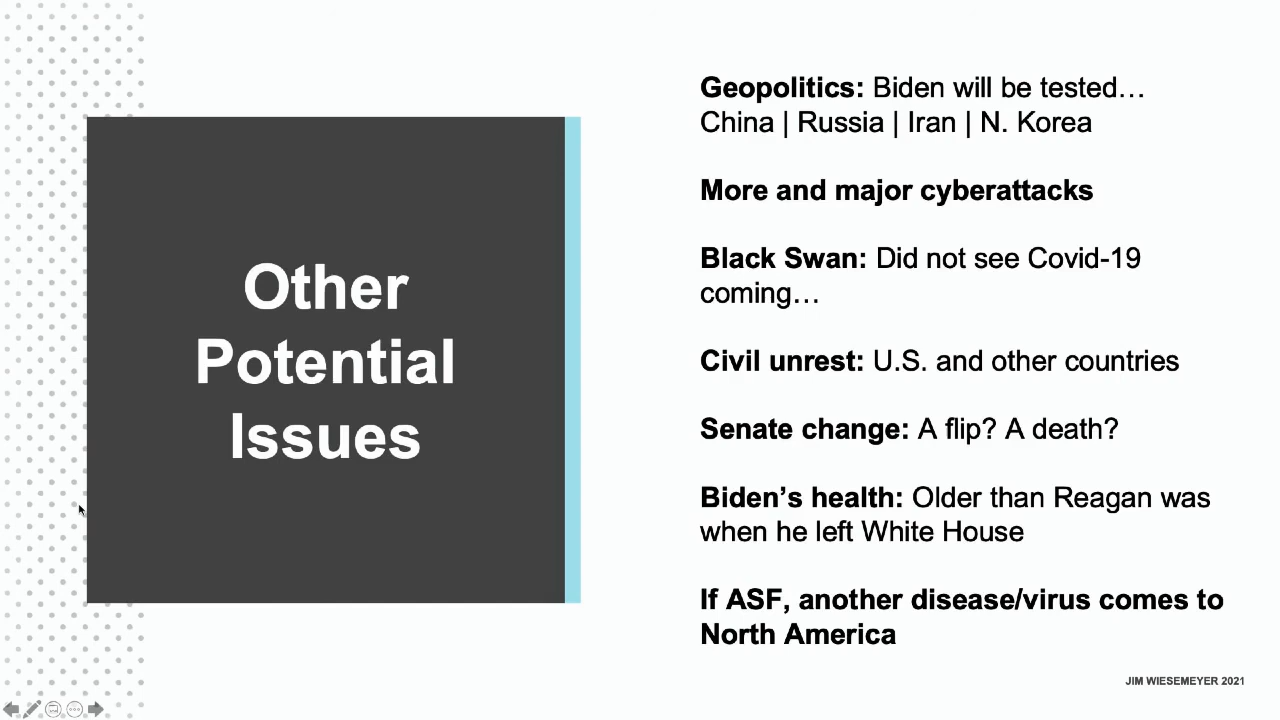 Other
Potential
Issues
Geopolitics: Biden will be tested…
China | Russia | Iran | N. Korea
More and major cyberattacks
Black Swan: Did not see Covid-19
coming…
Civil unrest: U.S. and other countries
Senate change: A flip? A death?
Biden’s health: Older than Reagan was
when he left White House
If ASF, another disease/virus comes to
North America
JIM WIESEMEYER 2021